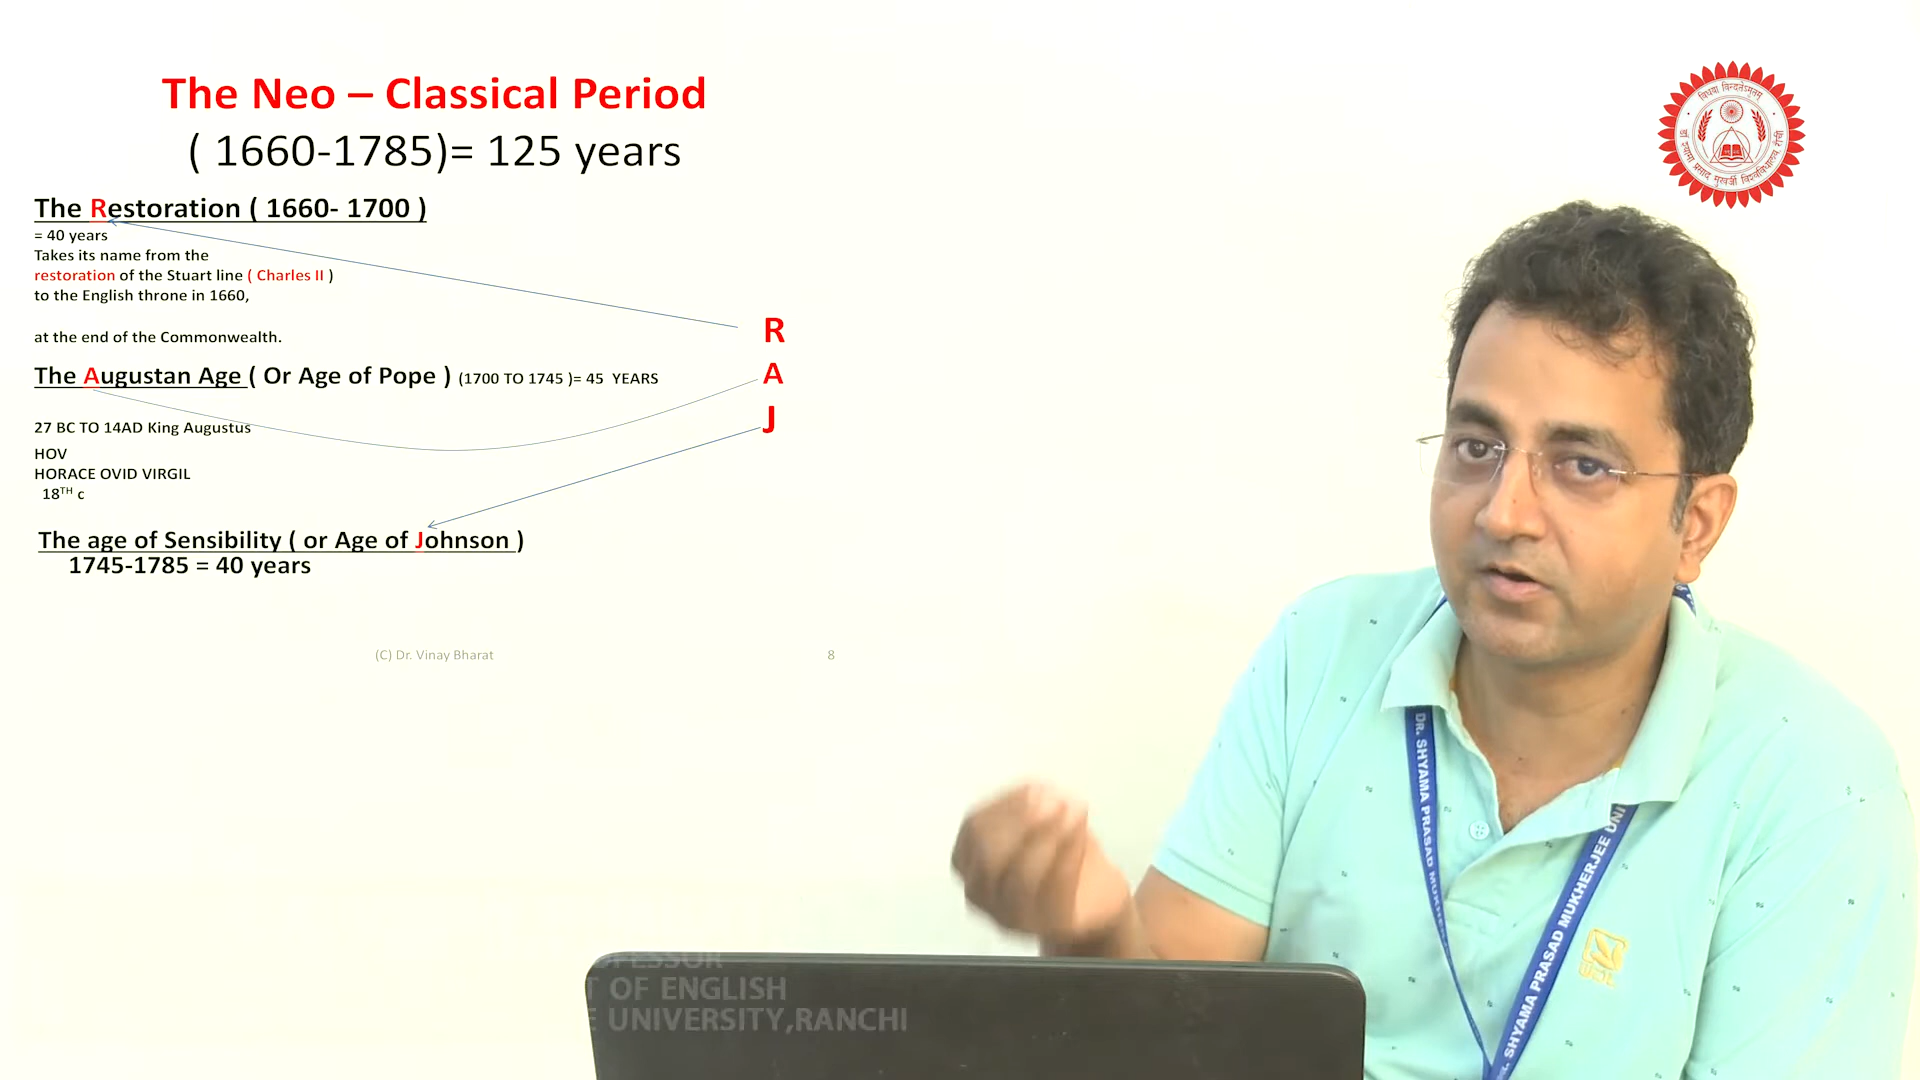 The Neo – Classical Period
( 1660-1785)= 125 years
The Restoration ( 1660- 1700 )
= 40 years
Takes its name from the
restoration of the Stuart line ( Charles II )
to the English throne in 1660,
at the end of the Commonwealth.
The Augustan Age ( Or Age of Pope ) (1700 TO 1745 )= 45 YEARS
27 BC TO 14AD King Augustus
HOV
HORACE OVID VIRGIL
18TH c
The age of Sensibility ( or Age of Johnson )
1745-1785 = 40 years
R
A
J
(C) Dr. Vinay Bharat
8
OF ENGLISH
UNIVERSITY,RANCHI
DR. SHYAMA PRASAD
SHYAMA PRASAD MUKHERJEE UNI